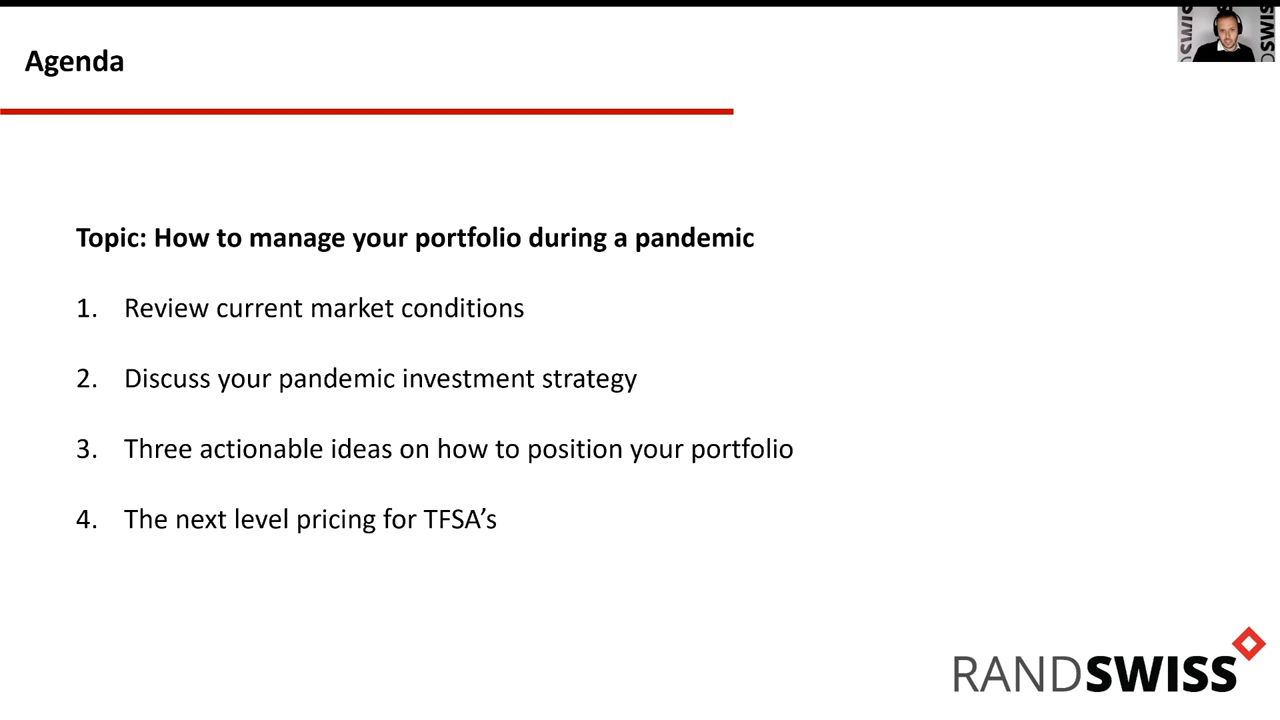 Agenda
Topic: How to manage your portfolio during a pandemic
1. Review current market conditions
2. Discuss your pandemic investment strategy
3. Three actionable ideas on how to position your portfolio
4. The next level pricing for TFSA’s
RANDSWISS